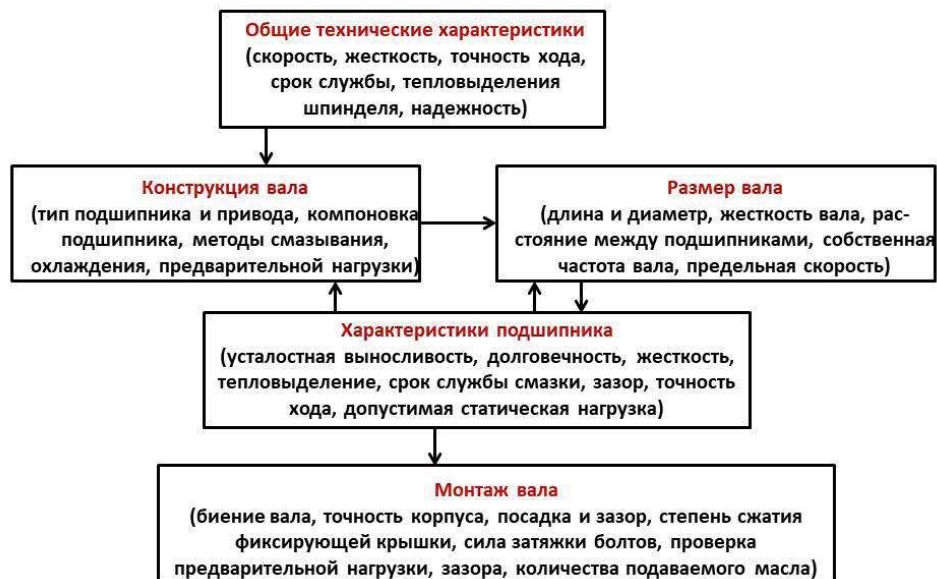 Общие технические характеристики
(скорость, жесткость, точность хода,
срок службы, тепловыделения
шпинделя, надежность)
Конструкция вала
(тип подшипника и привода, компоновка
подшипника, методы смазывания,
охлаждения, предварительной нагрузки)
Размер вала
(длина и диаметр, жесткость вала, рас-
стояние между подшипниками, собственная
частота вала, предельная скорость)
Характеристики подшипника
(усталостная выносливость, долговечность, жесткость,
тепловыделение, срок службы смазки, зазор, точность
хода, допустимая статическая нагрузка)
Монтаж вала
(биение вала, точность корпуса, посадка и зазор, степень сжатия
фиксирующей крышки, сила затяжки болтов, проверка
предварительной нагрузки, зазора, количества подаваемого масла)